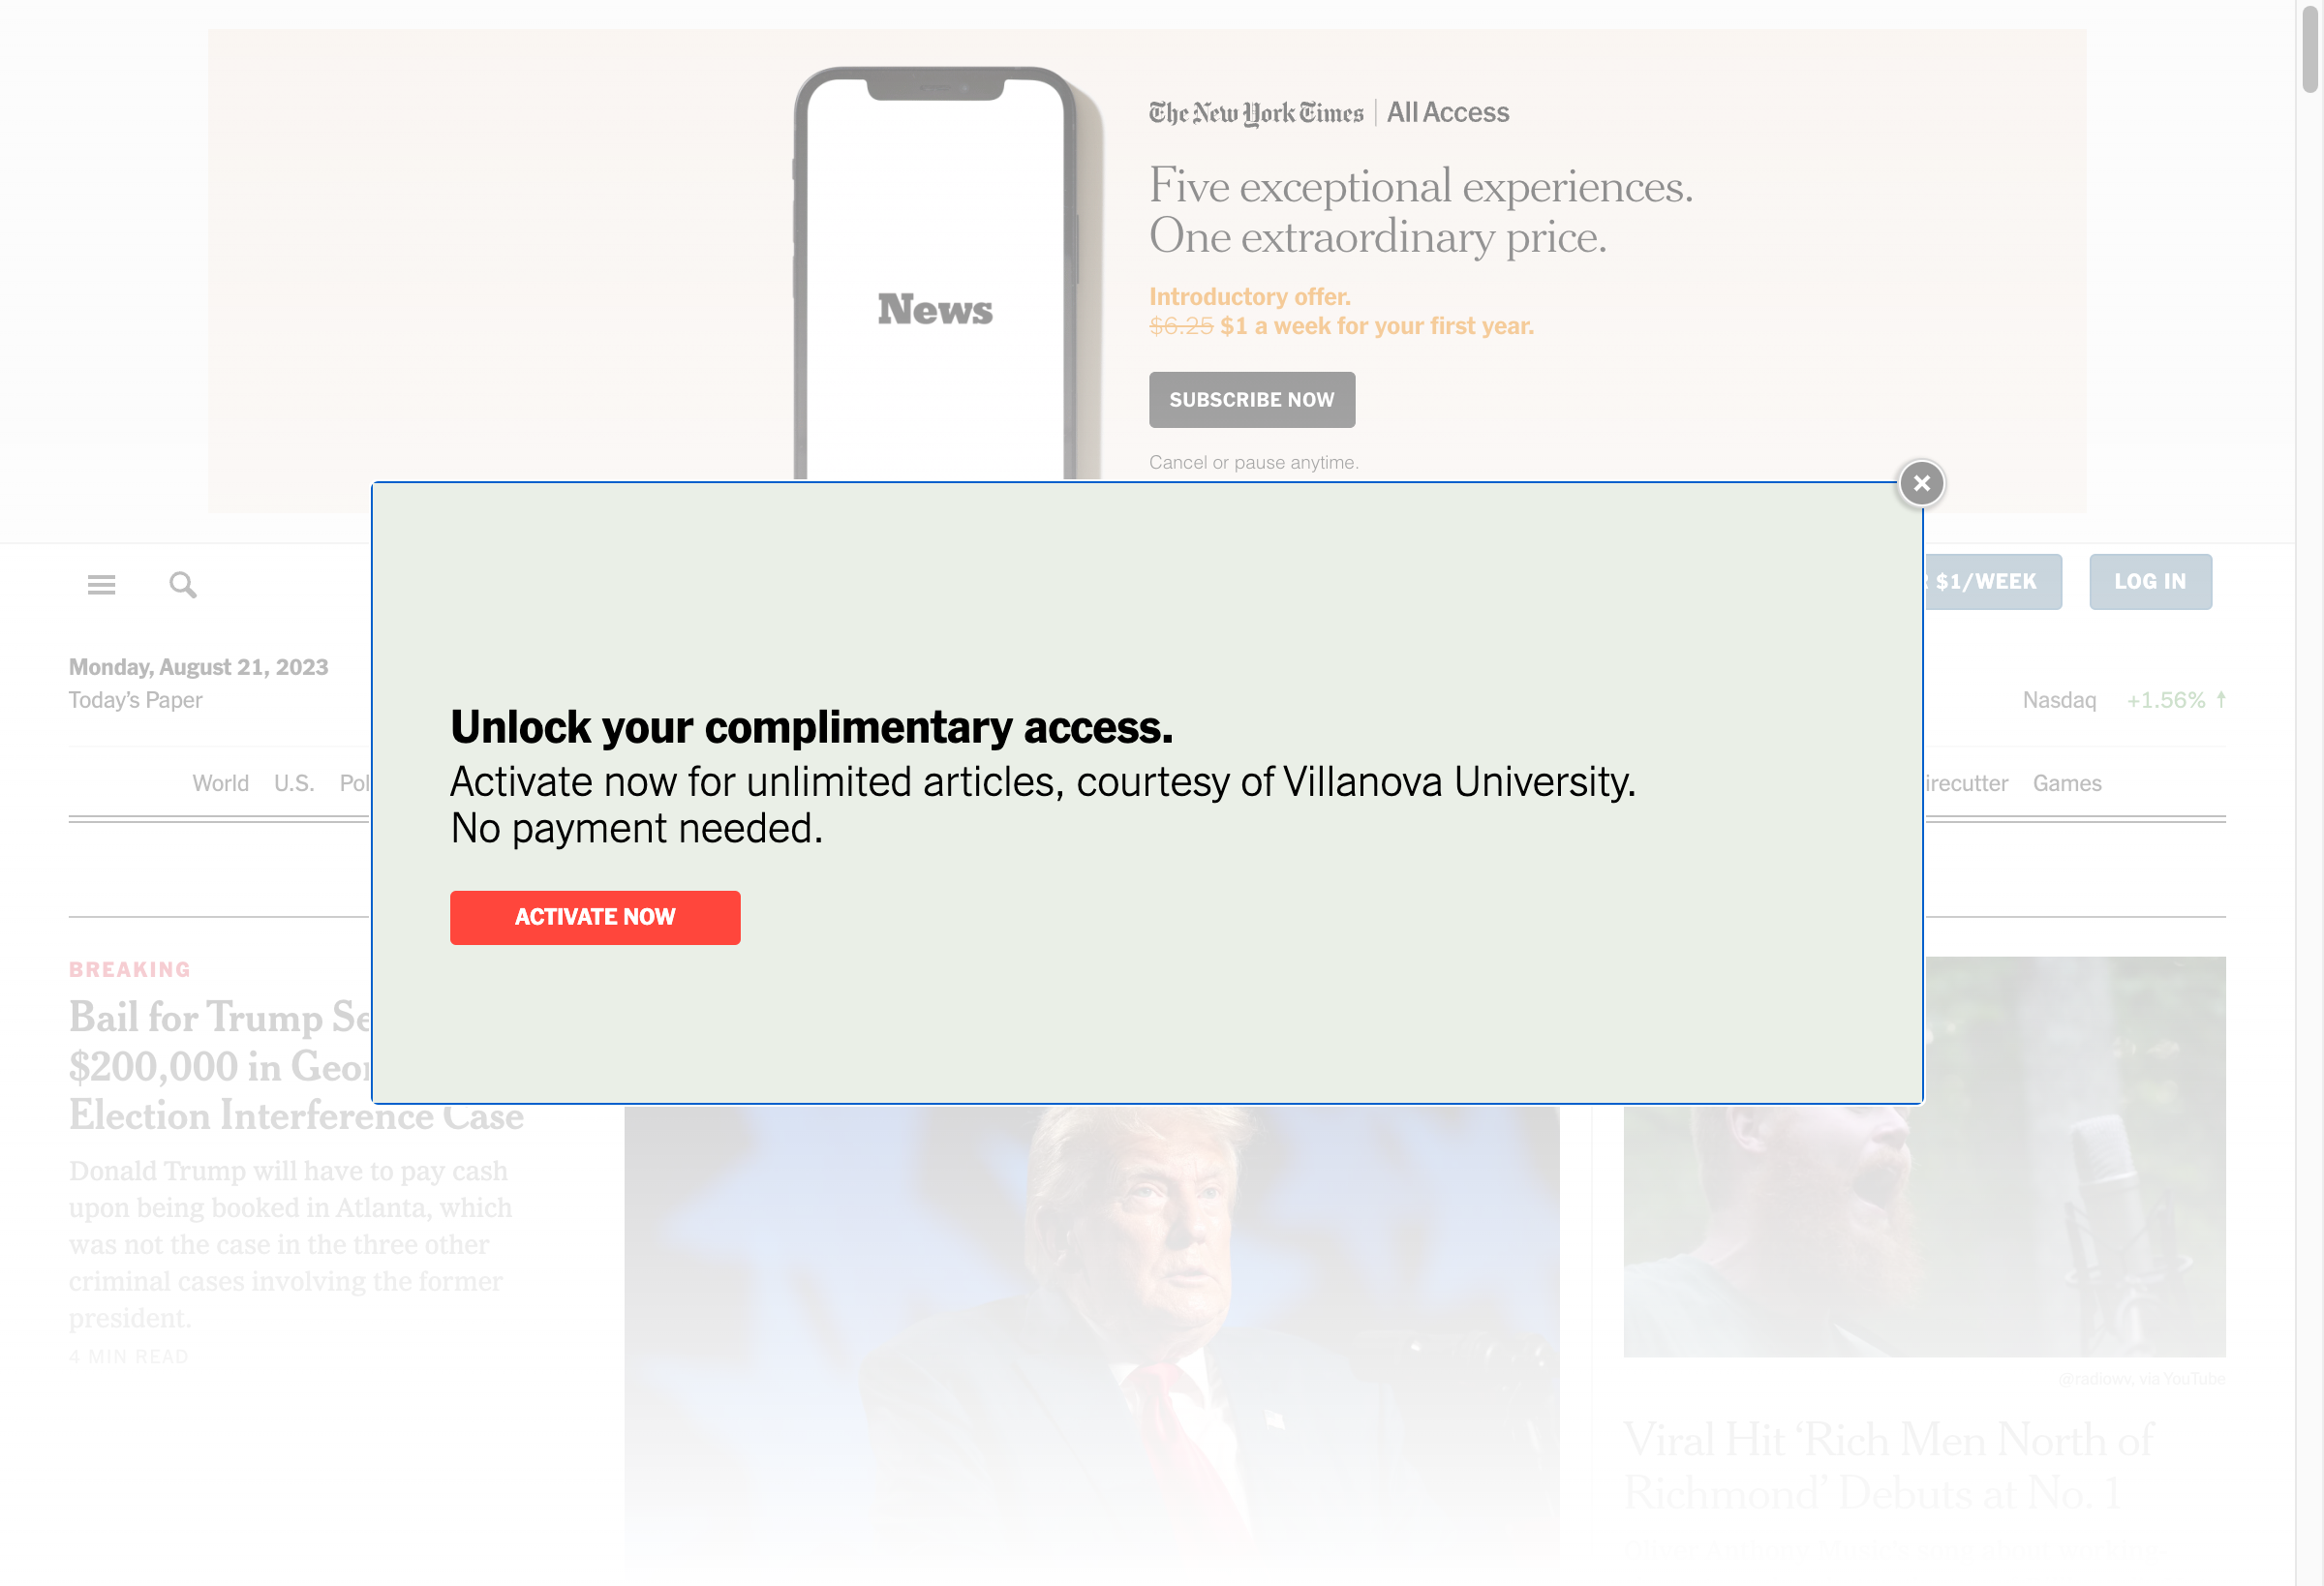 The New York Times | All Access
Five exceptional experiences.
One extraordinary price.
News
Introductory offer.
$6.25 $1 a week for your first year.
SUBSCRIBE NOW
Cancel or pause anytime.
$1/WEEK
LOG IN
Monday, August 21, 2023
Today's Paper
Nasdaq +1.56% ↑
World U.S. Pol
irecutter Games
Unlock your complimentary access.
Activate now for unlimited articles, courtesy of Villanova University.
No payment needed.
ACTIVATE NOW
BREAKING
Bail for Trump Se
$200,000 in Geor
Election Interference Case
Donald Trump will have to pay cash
upon being booked in Atlanta, which
was not the case in the three other
criminal cases involving the former
president.
4 MIN READ
@radiowv, via YouTube
Viral Hit ‘Rich Men North of
Richmond’ Debuts at No. 1